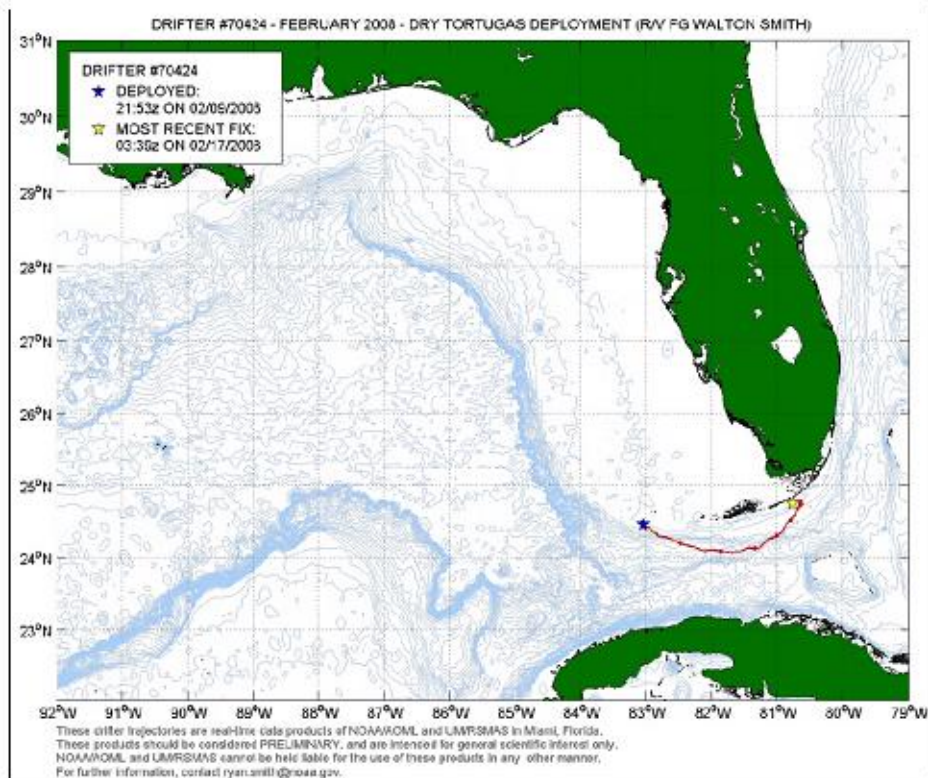 DRIFTER #70424 - FEBRUARY 2008 - DRY TORTUGAS DEPLOYMENT (R/V FG WALTON SMITH)
DRIFTER #70424
DEPLOYED:
21:53z ON 02/09/2008
MOST RECENT FIX:
03:39z ON 02/17/2008
31°N
30°N
29°N
28°N
27°N
26°N
25°N
24°N
23°N
92°W 91°W 90°W 89°W 88°W 87°W 86°W 85°W 84°W 83°W 82°W 81°W 80°W 79°W
These drifter trajectories are real-time data products of NOAA/AOML and UM/RSMAS in Miami, Florida.
These products should be considered PRELIMINARY, and are intended for general scientific interest only.
NOAA/AOML and UM/RSMAS cannot be held liable for the use of these products in any other manner.
For further information, contact ryan.smith@noaa.gov.